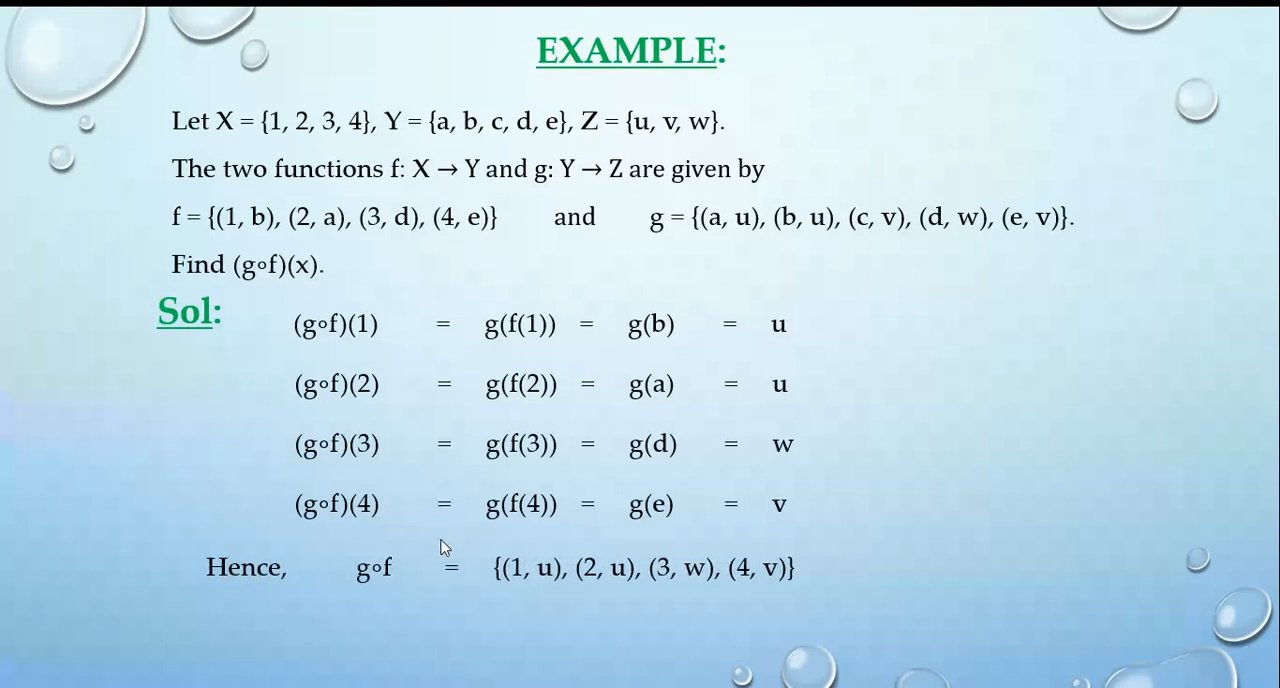 EXAMPLE:
Let X = {1, 2, 3, 4}, Y = {a, b, c, d, e}, Z = {u, v, w}.
The two functions f: X → Y and g: Y → Z are given by
f = {(1, b), (2, a), (3, d), (4, e)} and g = {(a, u), (b, u), (c, v), (d, w), (e, v)}.
Find (g∘f)(x).
Sol:
(g∘f)(1) = g(f(1)) = g(b) = u
(g∘f)(2) = g(f(2)) = g(a) = u
(g∘f)(3) = g(f(3)) = g(d) = w
(g∘f)(4) = g(f(4)) = g(e) = v
Hence, g∘f = {(1, u), (2, u), (3, w), (4, v)}